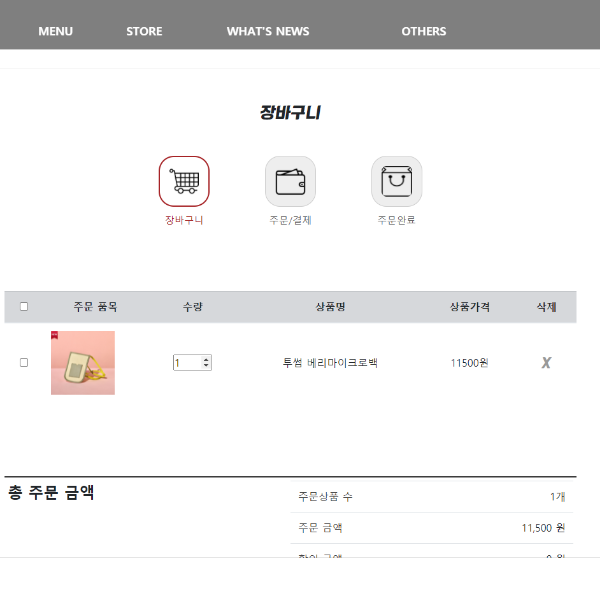 MENU STORE WHAT'S NEWS OTHERS
장바구니
장바구니 주문/결제 주문완료
주문 품목 수량 상품명 상품가격 삭제
1 투썸 베리마이크로백 11500원 X
총 주문 금액
주문상품 수 1개
주문 금액 11,500 원